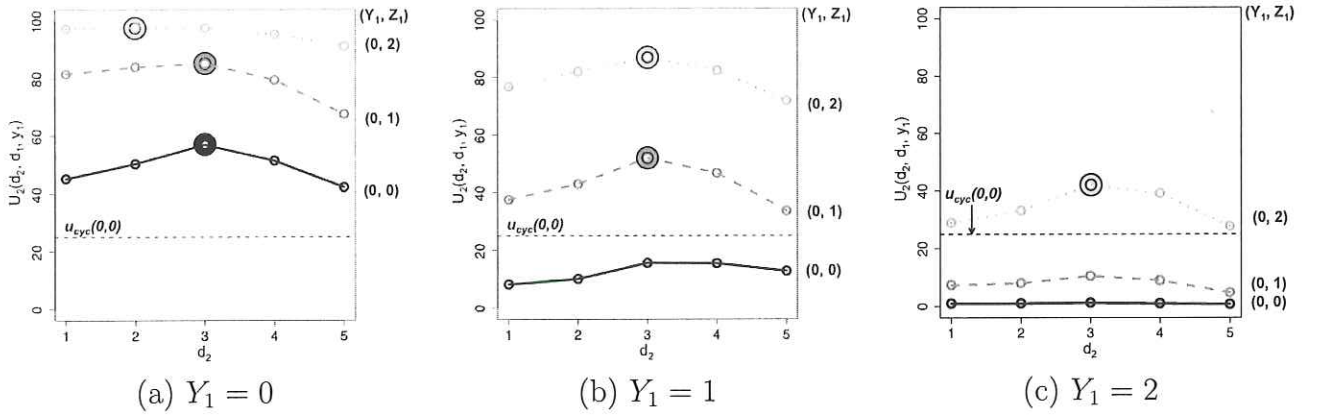 (Y₁, Z₁)
100
80
60
40
20
0
U₂(d₂, d₁, y₁)
(0, 2)
(0, 1)
(0, 0)
u_cyc(0,0)
1 2 3 4 5
d₂
(a) Y₁ = 0
(Y₁, Z₁)
100
80
60
40
20
0
U₂(d₂, d₁, y₁)
(0, 2)
(0, 1)
u_cyc(0,0)
(0, 0)
1 2 3 4 5
d₂
(b) Y₁ = 1
(Y₁, Z₁)
100
80
60
40
20
0
U₂(d₂, d₁, y₁)
u_cyc(0,0)
(0, 2)
(0, 1)
(0, 0)
1 2 3 4 5
d₂
(c) Y₁ = 2